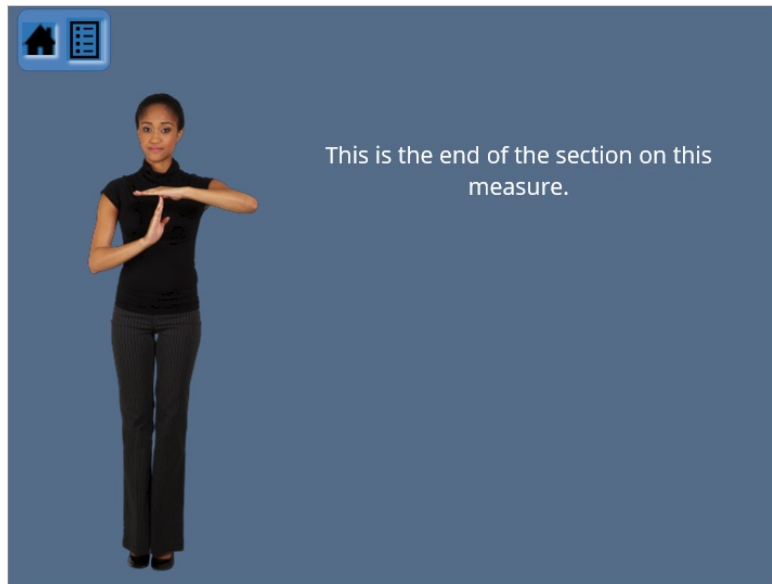 This is the end of the section on this
measure.